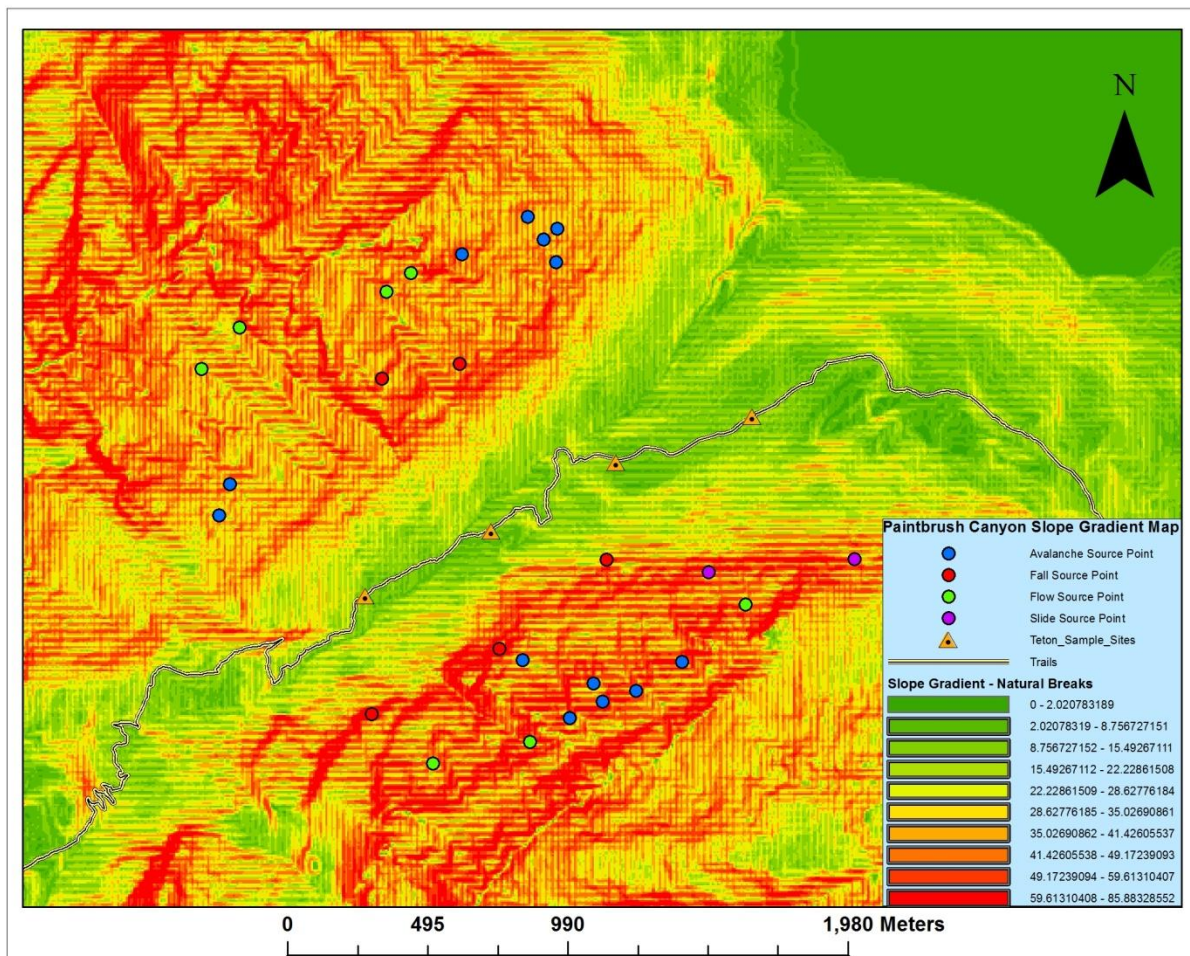 N
Paintbrush Canyon Slope Gradient Map
Avalanche Source Point
Fall Source Point
Flow Source Point
Slide Source Point
Teton_Sample_Sites
Trails
Slope Gradient - Natural Breaks
0 - 2.020783189
2.02078319 - 8.756727151
8.756727152 - 15.49267111
15.49267112 - 22.22861508
22.22861509 - 28.62776184
28.62776185 - 35.02690861
35.02690862 - 41.42605537
41.42605538 - 49.17239093
49.17239094 - 59.61310407
59.61310408 - 85.88328552
0 495 990 1,980 Meters